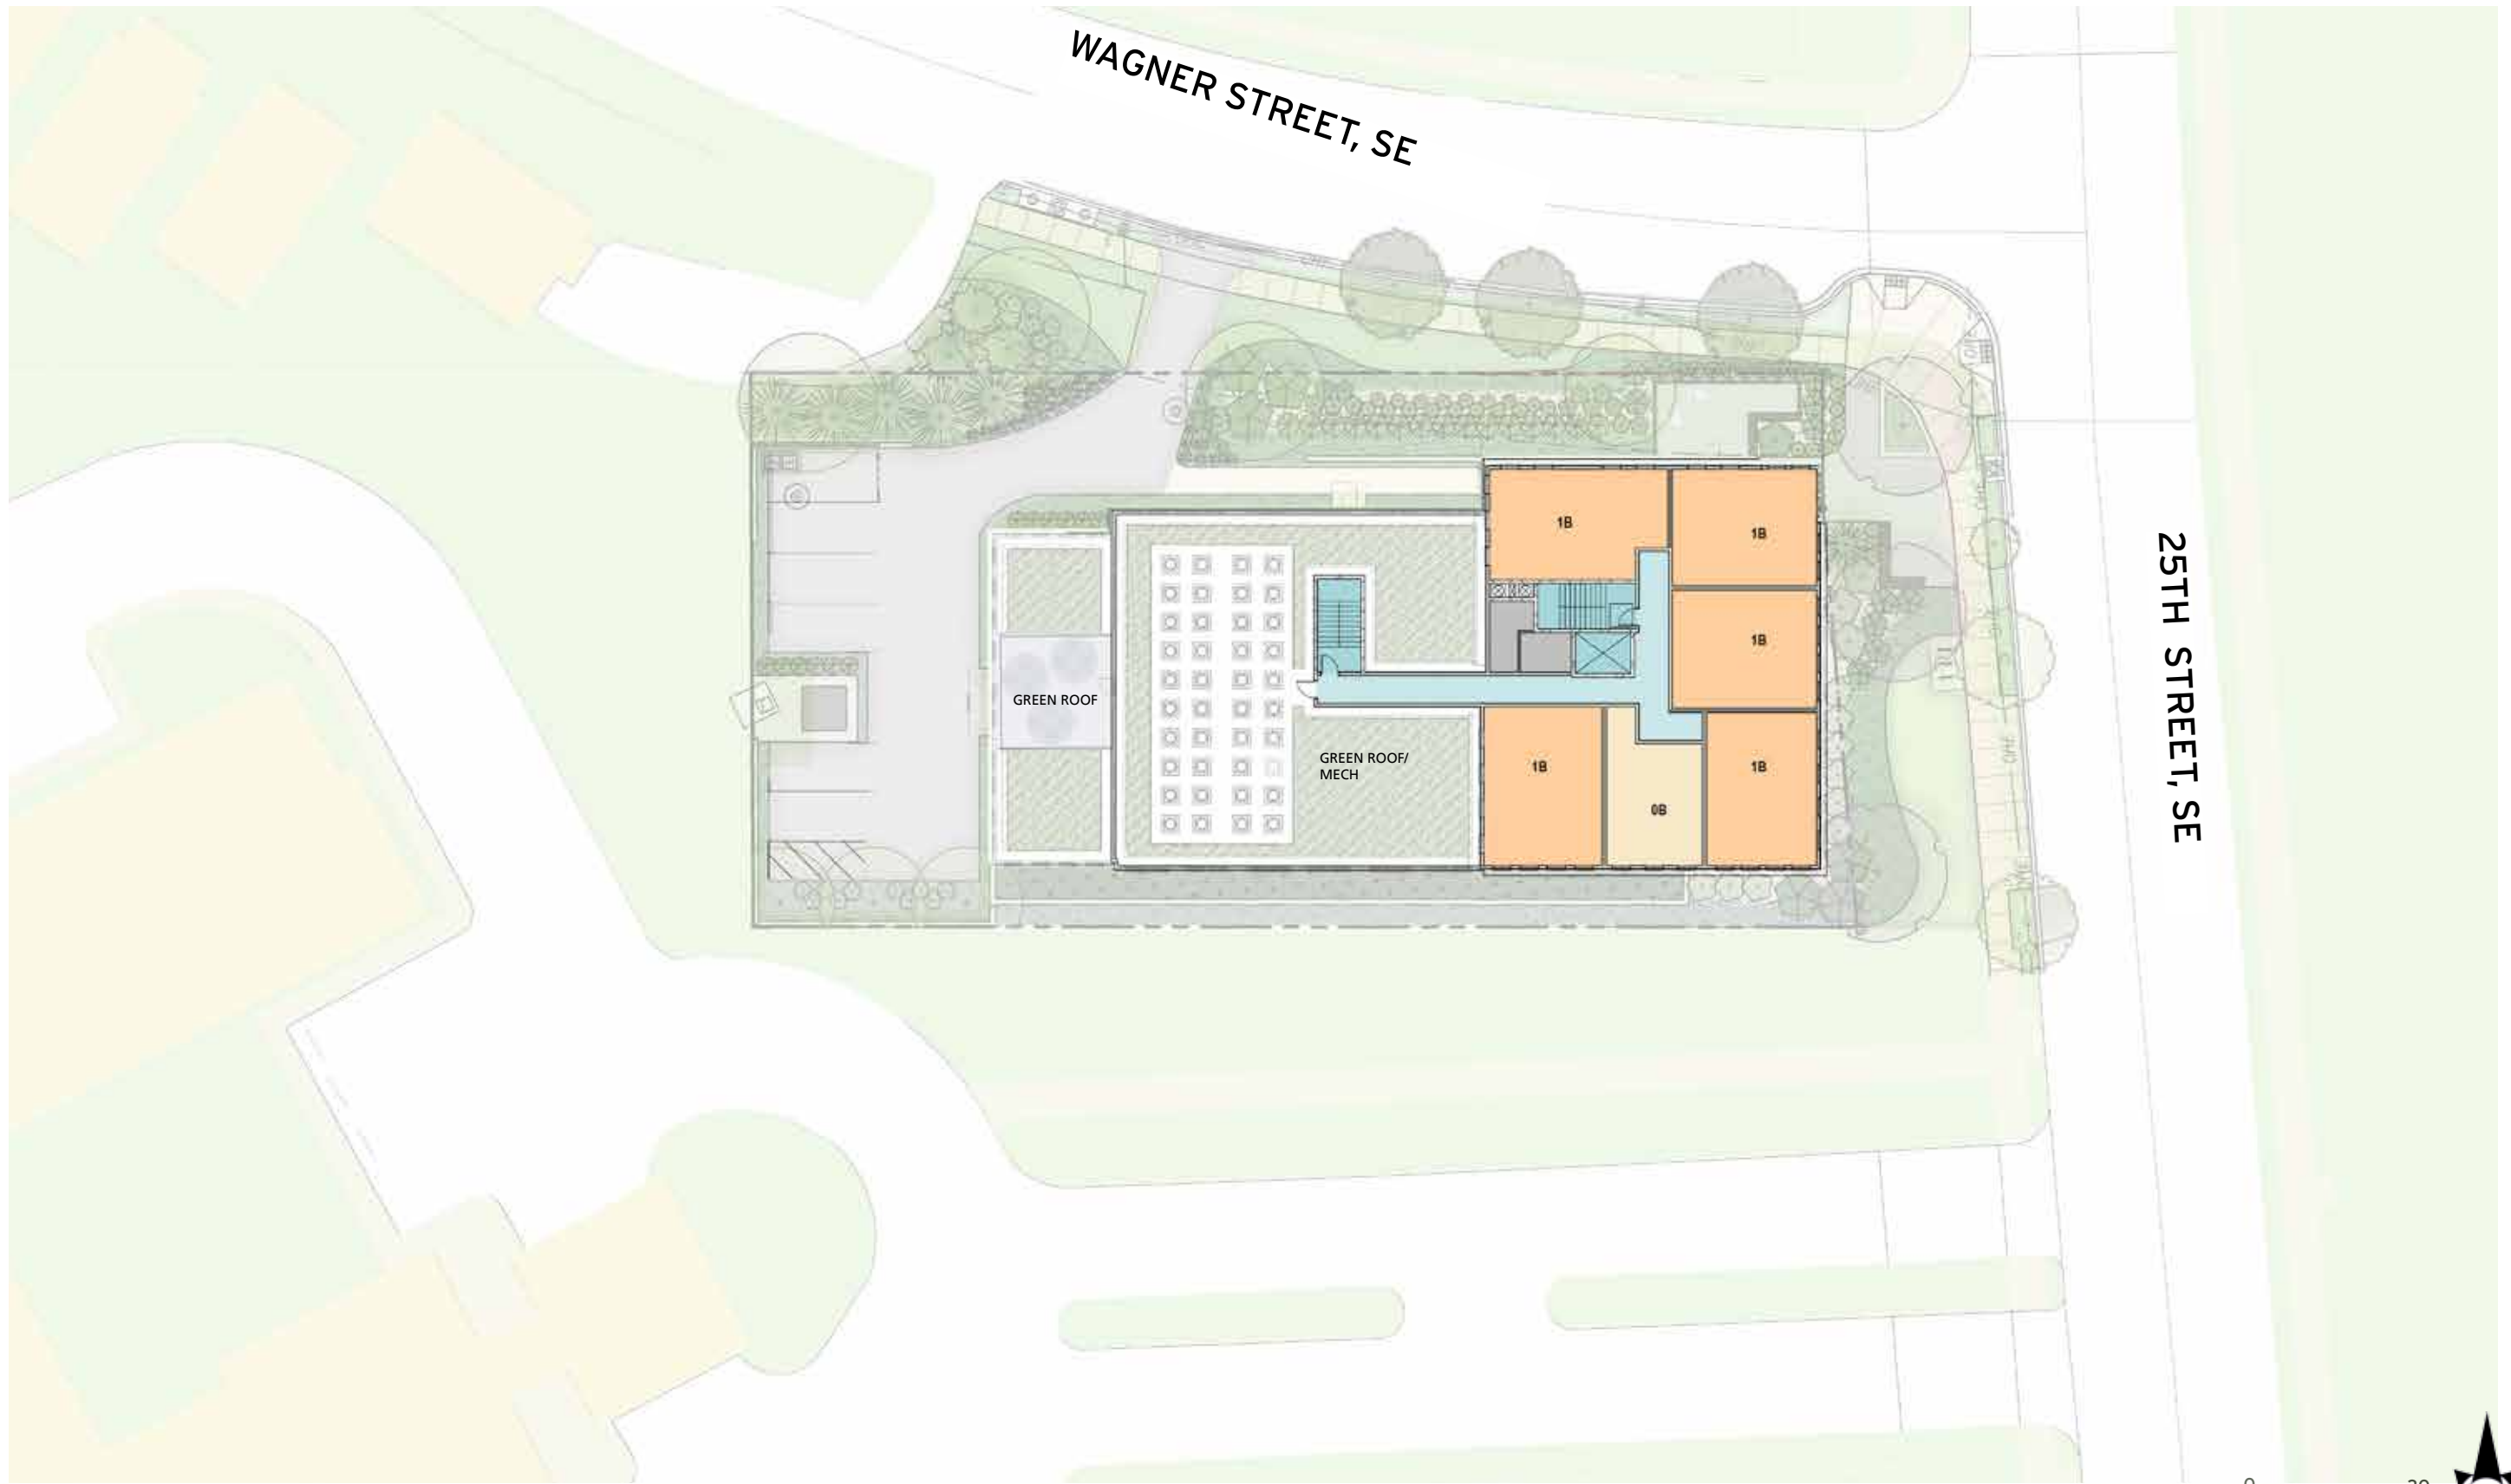 WAGNER STREET, SE
1B
1B
25TH STREET, SE
1B
GREEN ROOF
GREEN ROOF/
MECH
1B
1B
0B